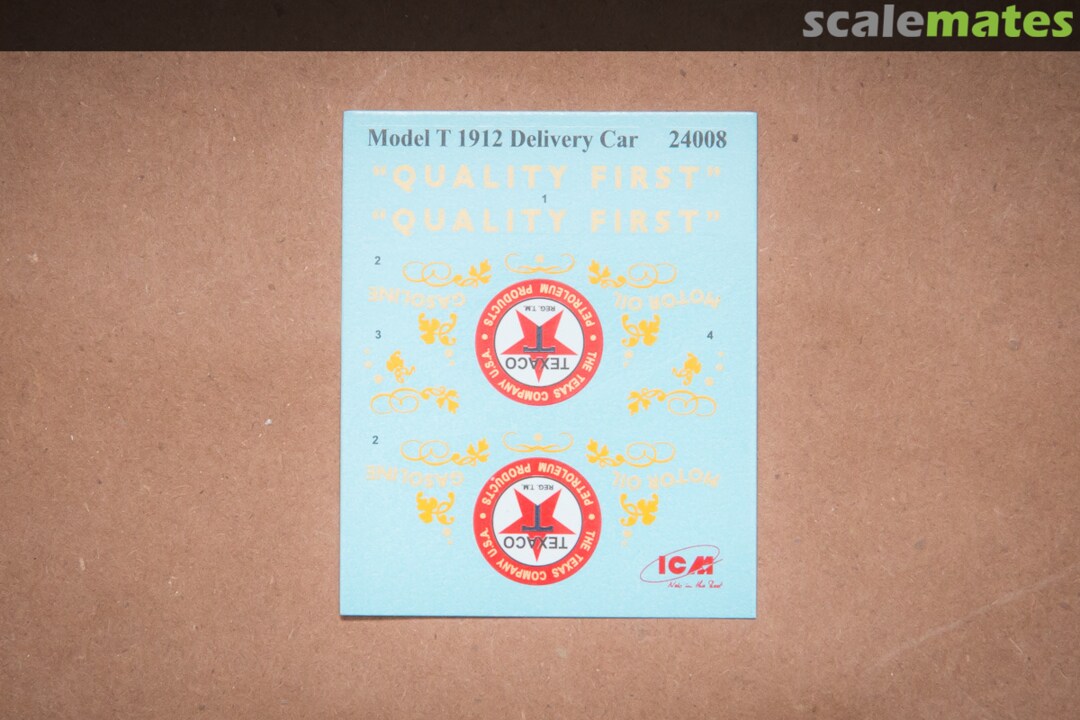 scalemates
Model T 1912 Delivery Car 24008
"QUALITY FIRST"
1
"QUALITY FIRST"
2
GASOLINE
MOTOR OIL
PETROLEUM PRODUCTS
REG. T.M.
T
TEXACO
THE TEXAS COMPANY U.S.A.
3
4
2
GASOLINE
MOTOR OIL
PETROLEUM PRODUCTS
REG. T.M.
T
TEXACO
THE TEXAS COMPANY U.S.A.
ICM